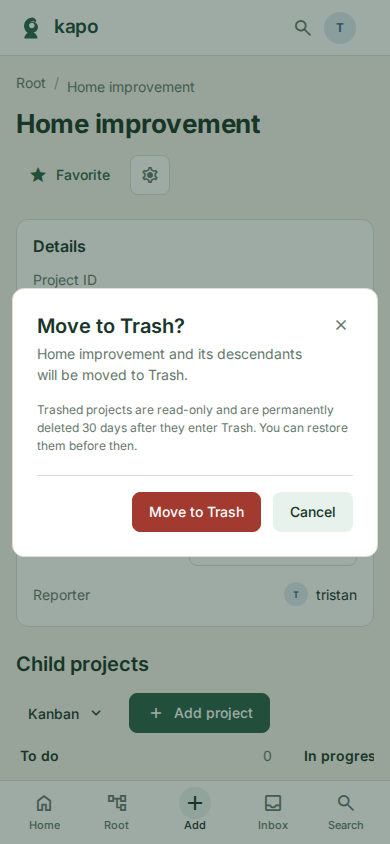 kapo
T
Root / Home improvement
Home improvement
Favorite
Details
Project ID
Move to Trash?
Home improvement and its descendants
will be moved to Trash.
Trashed projects are read-only and are permanently
deleted 30 days after they enter Trash. You can restore
them before then.
Move to Trash Cancel
Reporter T tristan
Child projects
Kanban Add project
To do 0 In progres
Home Root Add Inbox Search